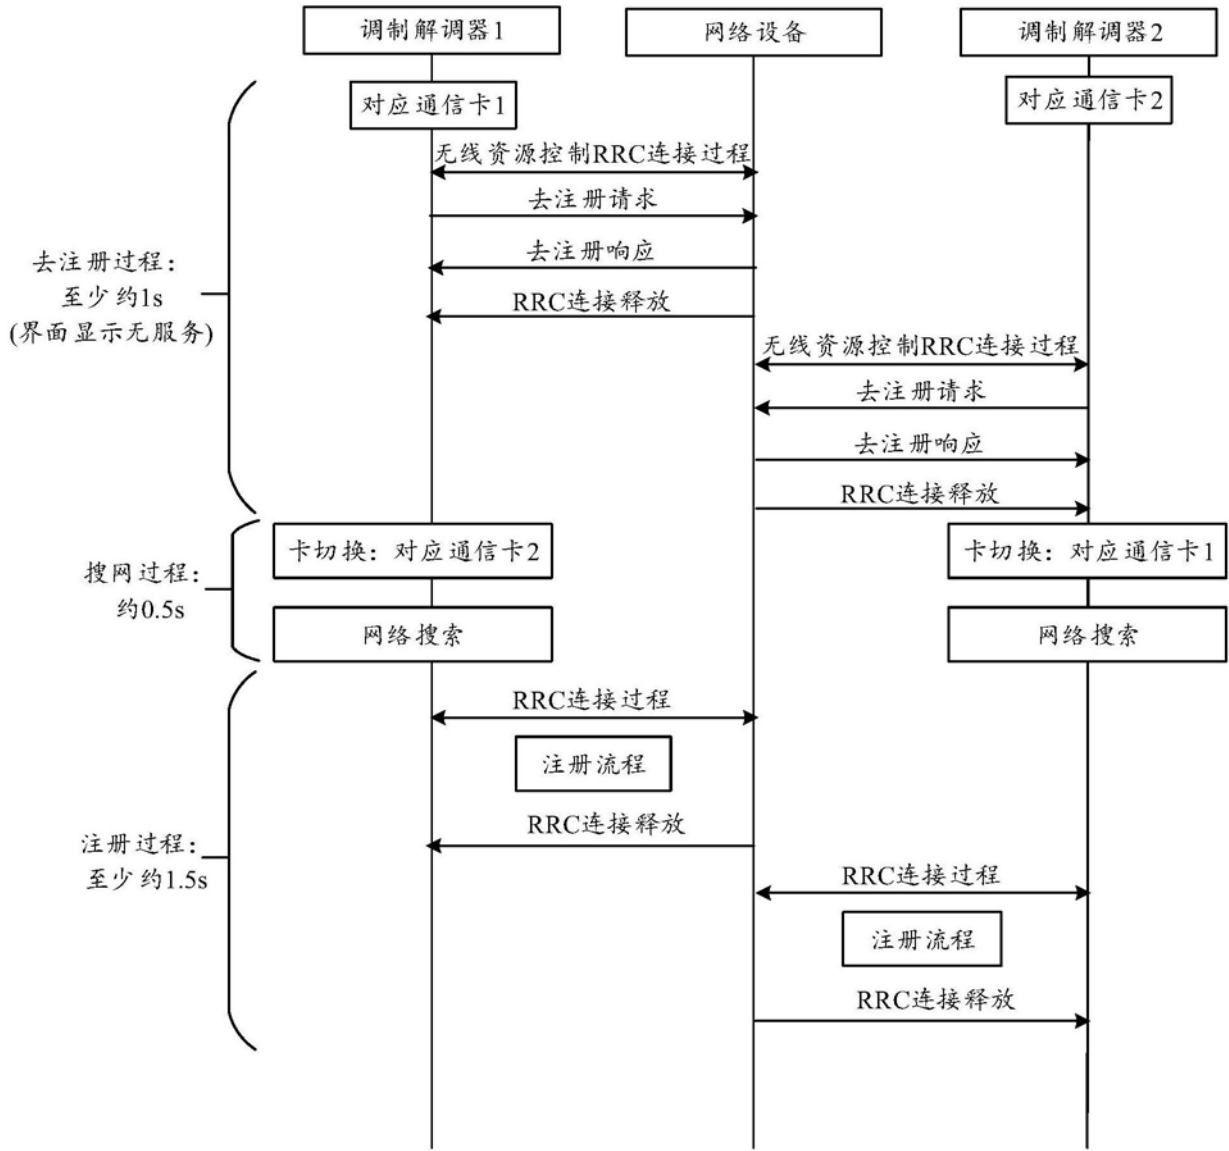 调制解调器1
网络设备
调制解调器2
对应通信卡1
对应通信卡2
无线资源控制RRC连接过程
去注册请求
去注册响应
RRC连接释放
去注册过程：
至少约1s
(界面显示无服务)
无线资源控制RRC连接过程
去注册请求
去注册响应
RRC连接释放
卡切换：对应通信卡2
卡切换：对应通信卡1
搜网过程：
约0.5s
网络搜索
网络搜索
RRC连接过程
注册流程
RRC连接释放
注册过程：
至少约1.5s
RRC连接过程
注册流程
RRC连接释放